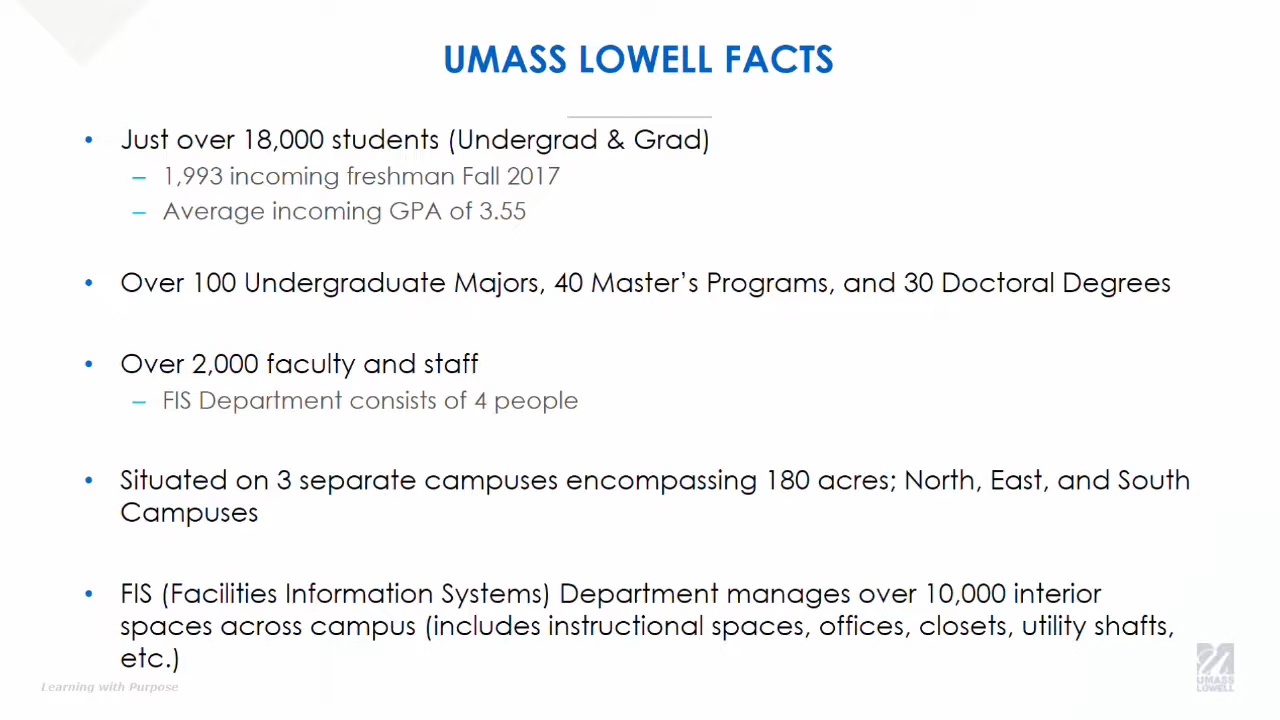 UMASS LOWELL FACTS
• Just over 18,000 students (Undergrad & Grad)
– 1,993 incoming freshman Fall 2017
– Average incoming GPA of 3.55
• Over 100 Undergraduate Majors, 40 Master's Programs, and 30 Doctoral Degrees
• Over 2,000 faculty and staff
– FIS Department consists of 4 people
• Situated on 3 separate campuses encompassing 180 acres; North, East, and South
Campuses
• FIS (Facilities Information Systems) Department manages over 10,000 interior
spaces across campus (includes instructional spaces, offices, closets, utility shafts,
etc.)
Learning with Purpose
UMASS
LOWELL